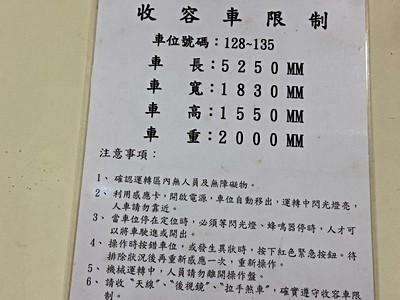 收容車限制
車位號碼：128~135
車長：5250MM
車寬：1830MM
車高：1550MM
車重：2000MM
注意事項：
1、確認運轉區內無人員及無障礙物。
2、利用感應卡，開啟電源，車位自動移出，運轉中閃光燈亮，
人車請勿靠近。
3、當車位停在定位時，必須等閃光燈、蜂鳴器停時，人才可
以將車駛進或開出。
4、操作時按錯車位，或發生異狀時，按下紅色緊急按鈕。待
排除狀況後再重新感應一次，重新操作。
5、機械運轉中，人員請勿離開操作盤。
6、請收〝天線〞、〝後視鏡〞、〝拉手煞車〞，確實遵守收容車限
制。